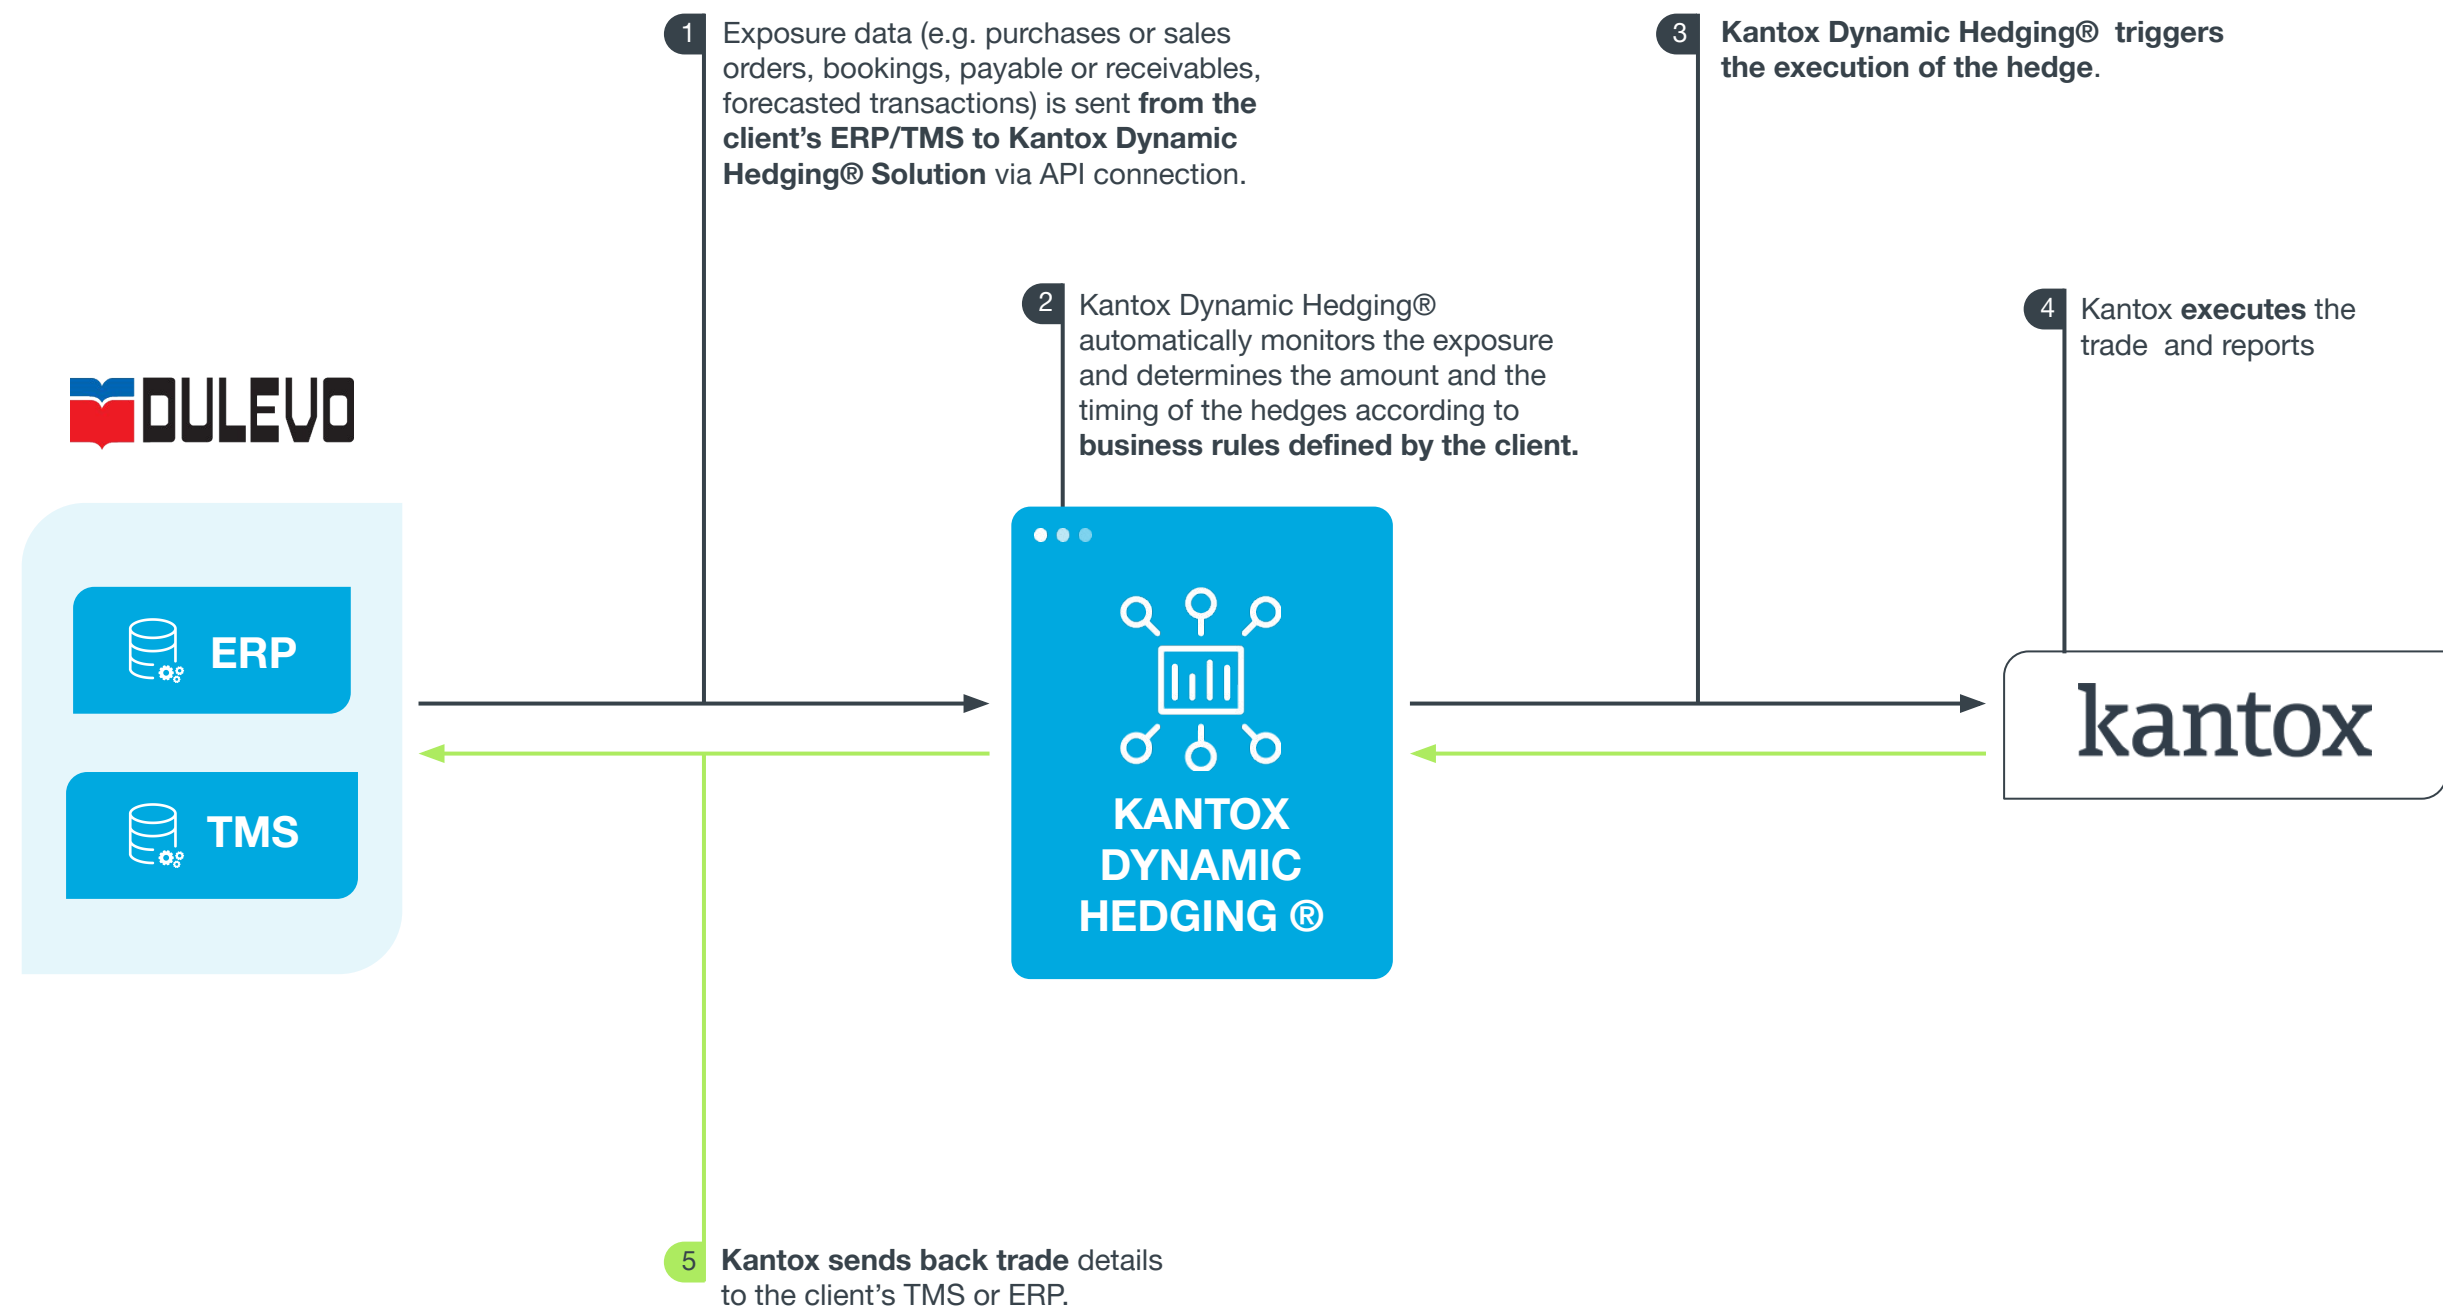 1
Exposure data (e.g. purchases or sales
orders, bookings, payable or receivables,
forecasted transactions) is sent from the
client’s ERP/TMS to Kantox Dynamic
Hedging® Solution via API connection.
3
Kantox Dynamic Hedging® triggers
the execution of the hedge.
2
Kantox Dynamic Hedging®
automatically monitors the exposure
and determines the amount and the
timing of the hedges according to
business rules defined by the client.
4
Kantox executes the
trade and reports
DULEVO
ERP
TMS
KANTOX
DYNAMIC
HEDGING ®
kantox
5
Kantox sends back trade details
to the client’s TMS or ERP.